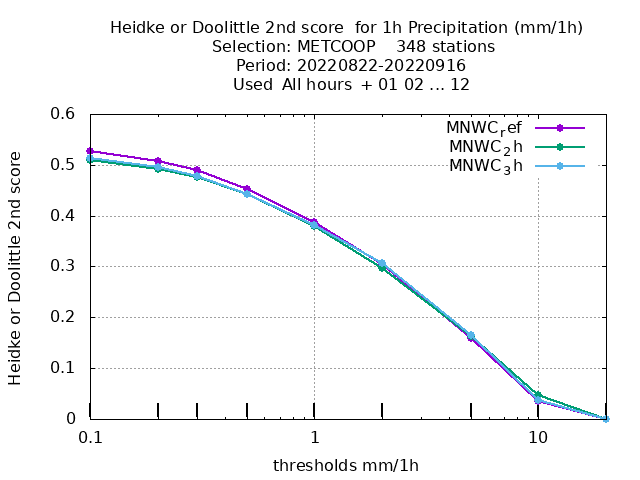 Heidke or Doolittle 2nd score  for 1h Precipitation (mm/1h)
Selection: METCOOP    348 stations
Period: 20220822-20220916
Used  All hours  + 01 02 ... 12
MNWC_ref
MNWC_2h
MNWC_3h
Heidke or Doolittle 2nd score
0.6
0.5
0.4
0.3
0.2
0.1
0
0.1
1
10
thresholds mm/1h